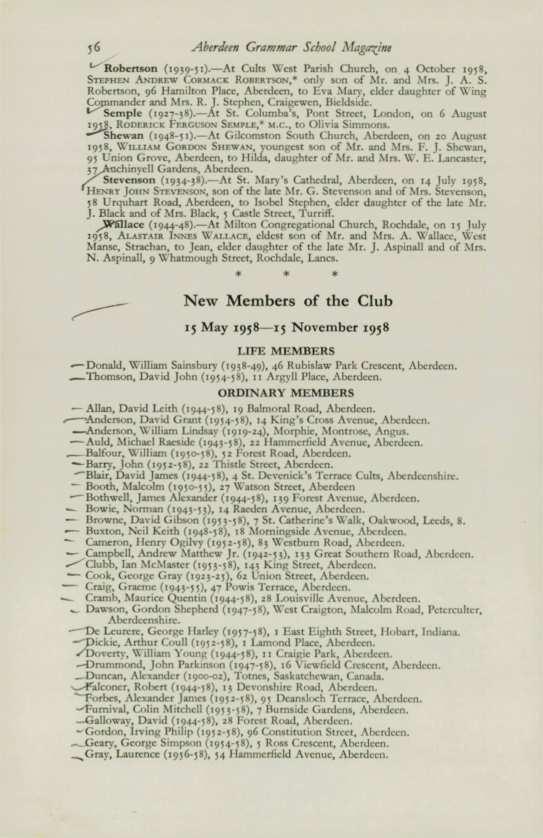 56 Aberdeen Grammar School Magazine
Robertson (1939-51).—At Cults West Parish Church, on 4 October 1958,
STEPHEN ANDREW CORMACK ROBERTSON,* only son of Mr. and Mrs. J. A. S.
Robertson, 96 Hamilton Place, Aberdeen, to Eva Mary, elder daughter of Wing
Commander and Mrs. R. J. Stephen, Craigewen, Bieldside.
Semple (1927-38).—At St. Columba's, Pont Street, London, on 6 August
1958, RODERICK FERGUSON SEMPLE,* M.C., to Olivia Simmons.
Shewan (1948-51).—At Gilcomston South Church, Aberdeen, on 20 August
1958, WILLIAM GORDON SHEWAN, youngest son of Mr. and Mrs. F. J. Shewan,
95 Union Grove, Aberdeen, to Hilda, daughter of Mr. and Mrs. W. E. Lancaster,
37 Auchinyell Gardens, Aberdeen.
Stevenson (1934-38).—At St. Mary's Cathedral, Aberdeen, on 14 July 1958,
HENRY JOHN STEVENSON, son of the late Mr. G. Stevenson and of Mrs. Stevenson,
58 Urquhart Road, Aberdeen, to Isobel Stephen, elder daughter of the late Mr.
J. Black and of Mrs. Black, 5 Castle Street, Turriff.
Wallace (1944-48).—At Milton Congregational Church, Rochdale, on 15 July
1958, ALASTAIR INNES WALLACE, eldest son of Mr. and Mrs. A. Wallace, West
Manse, Strachan, to Jean, elder daughter of the late Mr. J. Aspinall and of Mrs.
N. Aspinall, 9 Whatmough Street, Rochdale, Lancs.
* * *
New Members of the Club
15 May 1958—15 November 1958
LIFE MEMBERS
Donald, William Sainsbury (1938-49), 46 Rubislaw Park Crescent, Aberdeen.
Thomson, David John (1954-58), 11 Argyll Place, Aberdeen.
ORDINARY MEMBERS
Allan, David Leith (1944-58), 19 Balmoral Road, Aberdeen.
Anderson, David Grant (1954-58), 14 King's Cross Avenue, Aberdeen.
Anderson, William Lindsay (1919-24), Morphie, Montrose, Angus.
Auld, Michael Raeside (1943-58), 22 Hammerfield Avenue, Aberdeen.
Balfour, William (1950-58), 52 Forest Road, Aberdeen.
Barry, John (1952-58), 22 Thistle Street, Aberdeen.
Blair, David James (1944-58), 4 St. Devenick's Terrace Cults, Aberdeenshire.
Booth, Malcolm (1950-55), 27 Watson Street, Aberdeen
Bothwell, James Alexander (1944-58), 139 Forest Avenue, Aberdeen.
Bowie, Norman (1943-53), 14 Raeden Avenue, Aberdeen.
Browne, David Gibson (1953-58), 7 St. Catherine's Walk, Oakwood, Leeds, 8.
Buxton, Neil Keith (1948-58), 18 Morningside Avenue, Aberdeen.
Cameron, Henry Ogilvy (1952-58), 83 Westburn Road, Aberdeen.
Campbell, Andrew Matthew Jr. (1942-53), 133 Great Southern Road, Aberdeen.
Clubb, Ian McMaster (1953-58), 143 King Street, Aberdeen.
Cook, George Gray (1923-25), 62 Union Street, Aberdeen.
Craig, Graeme (1943-55), 47 Powis Terrace, Aberdeen.
Cramb, Maurice Quentin (1944-58), 28 Louisville Avenue, Aberdeen.
Dawson, Gordon Shepherd (1947-58), West Craigton, Malcolm Road, Peterculter,
Aberdeenshire.
De Leurere, George Harley (1957-58), 1 East Eighth Street, Hobart, Indiana.
Dickie, Arthur Coull (1952-58), 1 Lamond Place, Aberdeen.
Doverty, William Young (1944-58), 11 Craigie Park, Aberdeen.
Drummond, John Parkinson (1947-58), 16 Viewfield Crescent, Aberdeen.
Duncan, Alexander (1900-02), Totnes, Saskatchewan, Canada.
Falconer, Robert (1944-58), 13 Devonshire Road, Aberdeen.
Forbes, Alexander James (1952-58), 95 Deansloch Terrace, Aberdeen.
Furnival, Colin Mitchell (1953-58), 7 Burnside Gardens, Aberdeen.
Galloway, David (1944-58), 28 Forest Road, Aberdeen.
Gordon, Irving Philip (1952-58), 96 Constitution Street, Aberdeen.
Geary, George Simpson (1954-58), 5 Ross Crescent, Aberdeen.
Gray, Laurence (1956-58), 54 Hammerfield Avenue, Aberdeen.